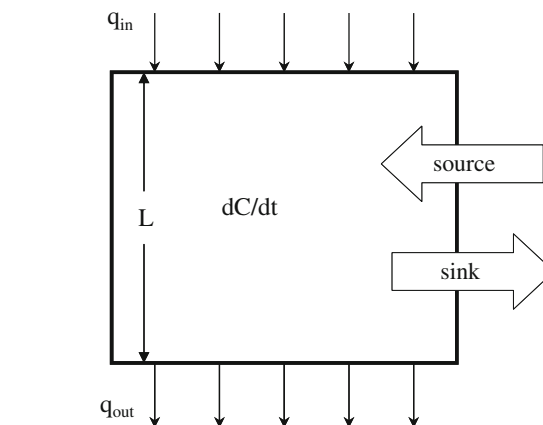 q_in
source
L
dC/dt
sink
q_out